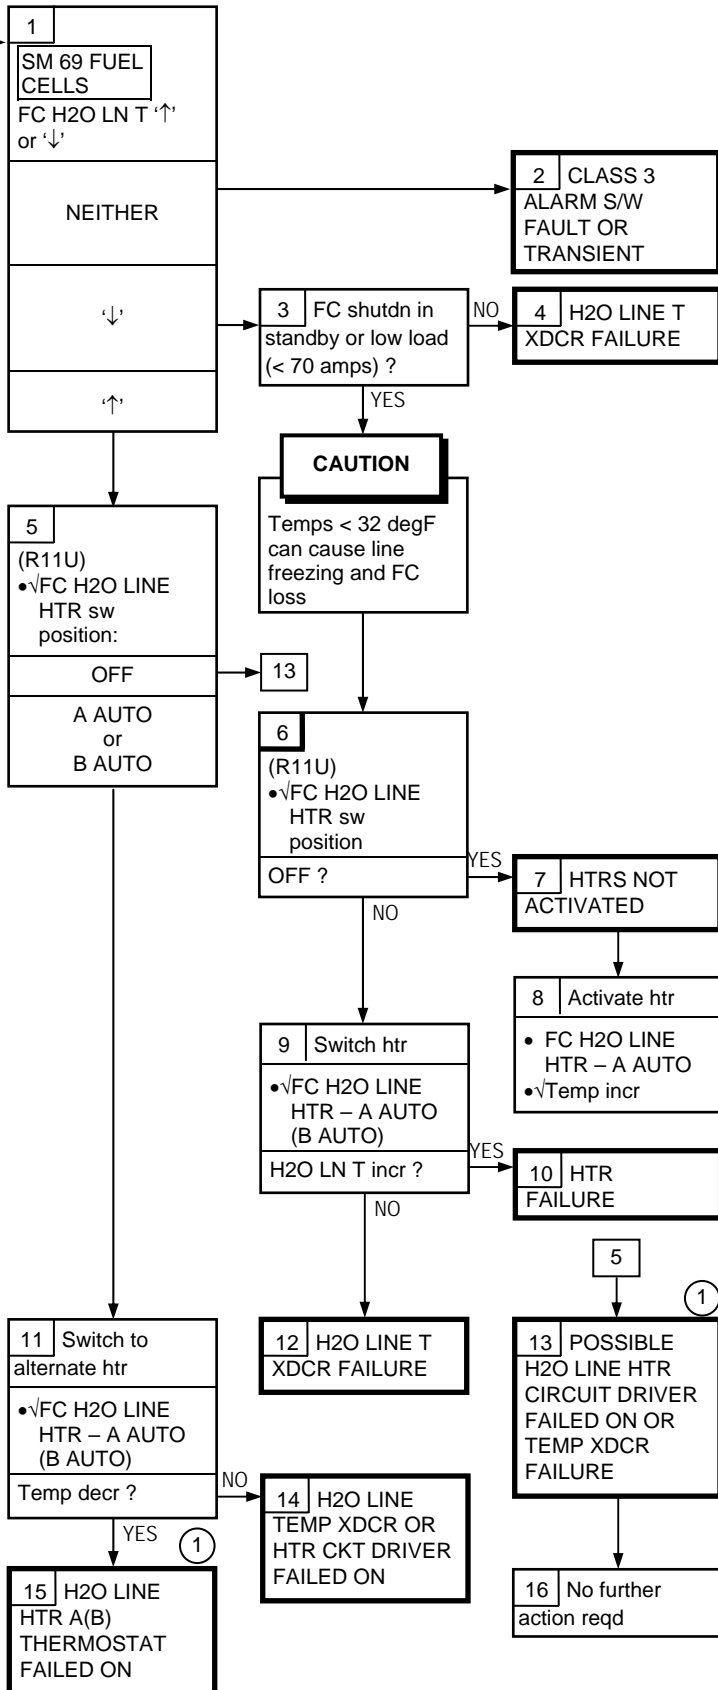 1
SM 69 FUEL
CELLS
FC H2O LN T ‘↑’
or ‘↓’
NEITHER
‘↓’
‘↑’
2 CLASS 3
ALARM S/W
FAULT OR
TRANSIENT
3 FC shutdn in
standby or low load
(< 70 amps) ?
NO
YES
4 H2O LINE T
XDCR FAILURE
CAUTION
Temps < 32 degF
can cause line
freezing and FC
loss
5
(R11U)
•√FC H2O LINE
HTR sw
position:
OFF
A AUTO
or
B AUTO
13
6
(R11U)
•√FC H2O LINE
HTR sw
position
OFF ?
YES
NO
7 HTRS NOT
ACTIVATED
8 Activate htr
• FC H2O LINE
HTR – A AUTO
•√Temp incr
9 Switch htr
•√FC H2O LINE
HTR – A AUTO
(B AUTO)
H2O LN T incr ?
YES
NO
10 HTR
FAILURE
11 Switch to
alternate htr
•√FC H2O LINE
HTR – A AUTO
(B AUTO)
Temp decr ?
NO
YES
1
12 H2O LINE T
XDCR FAILURE
5
1
13 POSSIBLE
H2O LINE HTR
CIRCUIT DRIVER
FAILED ON OR
TEMP XDCR
FAILURE
14 H2O LINE
TEMP XDCR OR
HTR CKT DRIVER
FAILED ON
15 H2O LINE
HTR A(B)
THERMOSTAT
FAILED ON
16 No further
action reqd